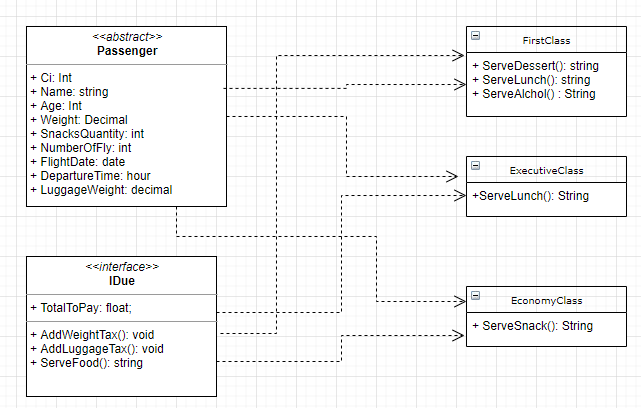 <<abstract>>
Passenger
+ Ci: Int
+ Name: string
+ Age: Int
+ Weight: Decimal
+ SnacksQuantity: int
+ NumberOfFly: int
+ FlightDate: date
+ DepartureTime: hour
+ LuggageWeight: decimal
<<interface>>
IDue
+ TotalToPay: float;
+ AddWeightTax(): void
+ AddLuggageTax(): void
+ ServeFood(): string
FirstClass
+ ServeDessert(): string
+ ServeLunch(): string
+ ServeAlchol() : String
ExecutiveClass
+ServeLunch(): String
EconomyClass
+ ServeSnack(): String